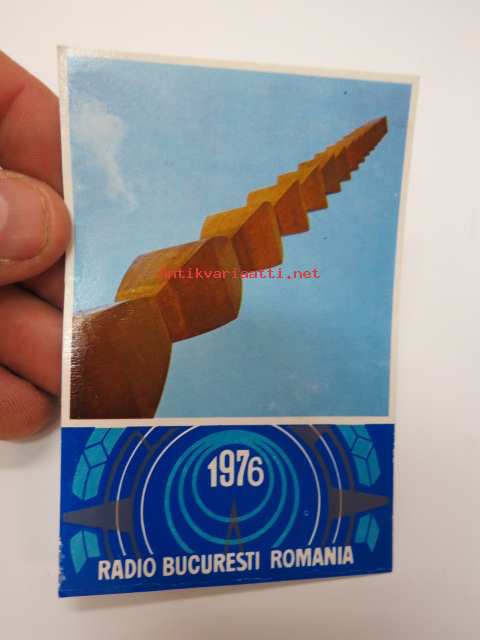 antikvariaatti.net
1976
RADIO BUCURESTI ROMANIA